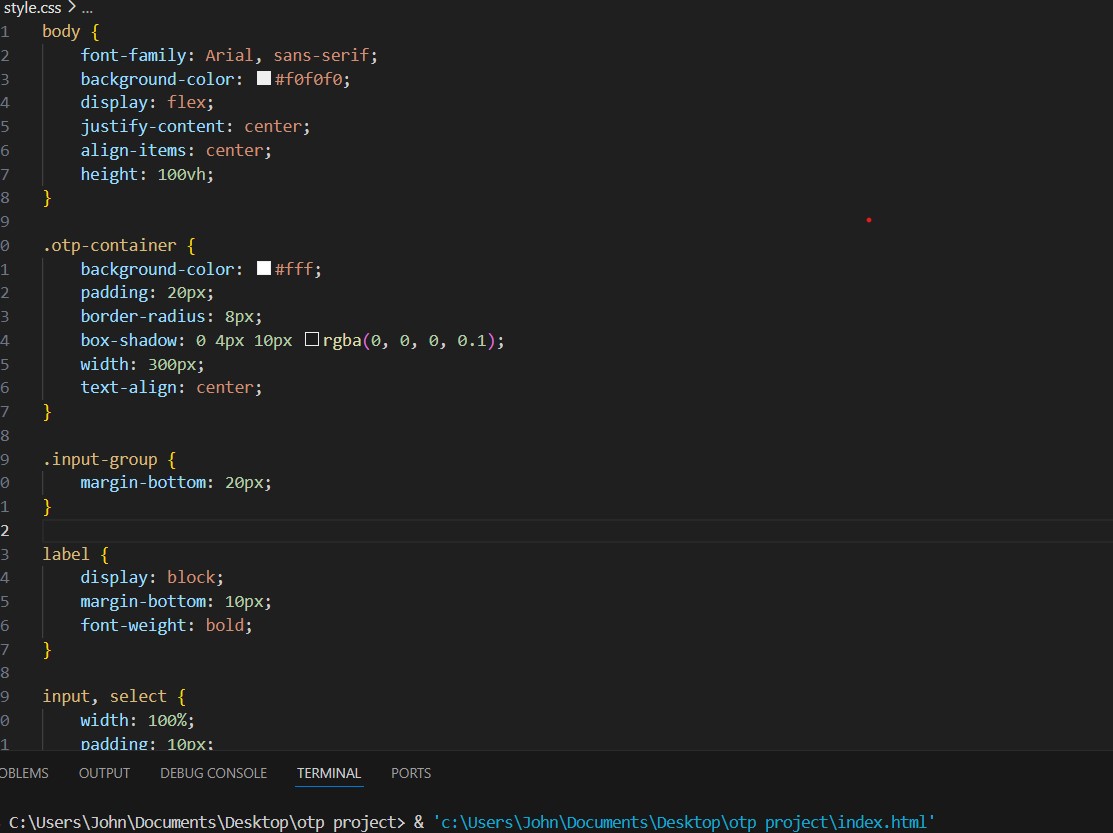 style.css > ...
1 body {
2 font-family: Arial, sans-serif;
3 background-color: #f0f0f0;
4 display: flex;
5 justify-content: center;
6 align-items: center;
7 height: 100vh;
8 }
9
0 .otp-container {
1 background-color: #fff;
2 padding: 20px;
3 border-radius: 8px;
4 box-shadow: 0 4px 10px rgba(0, 0, 0, 0.1);
5 width: 300px;
6 text-align: center;
7 }
8
9 .input-group {
0 margin-bottom: 20px;
1 }
2
3 label {
4 display: block;
5 margin-bottom: 10px;
6 font-weight: bold;
7 }
8
9 input, select {
0 width: 100%;
1 padding: 10px;
OBLEMS OUTPUT DEBUG CONSOLE TERMINAL PORTS
C:\Users\John\Documents\Desktop\otp project> & 'c:\Users\John\Documents\Desktop\otp project\index.html'